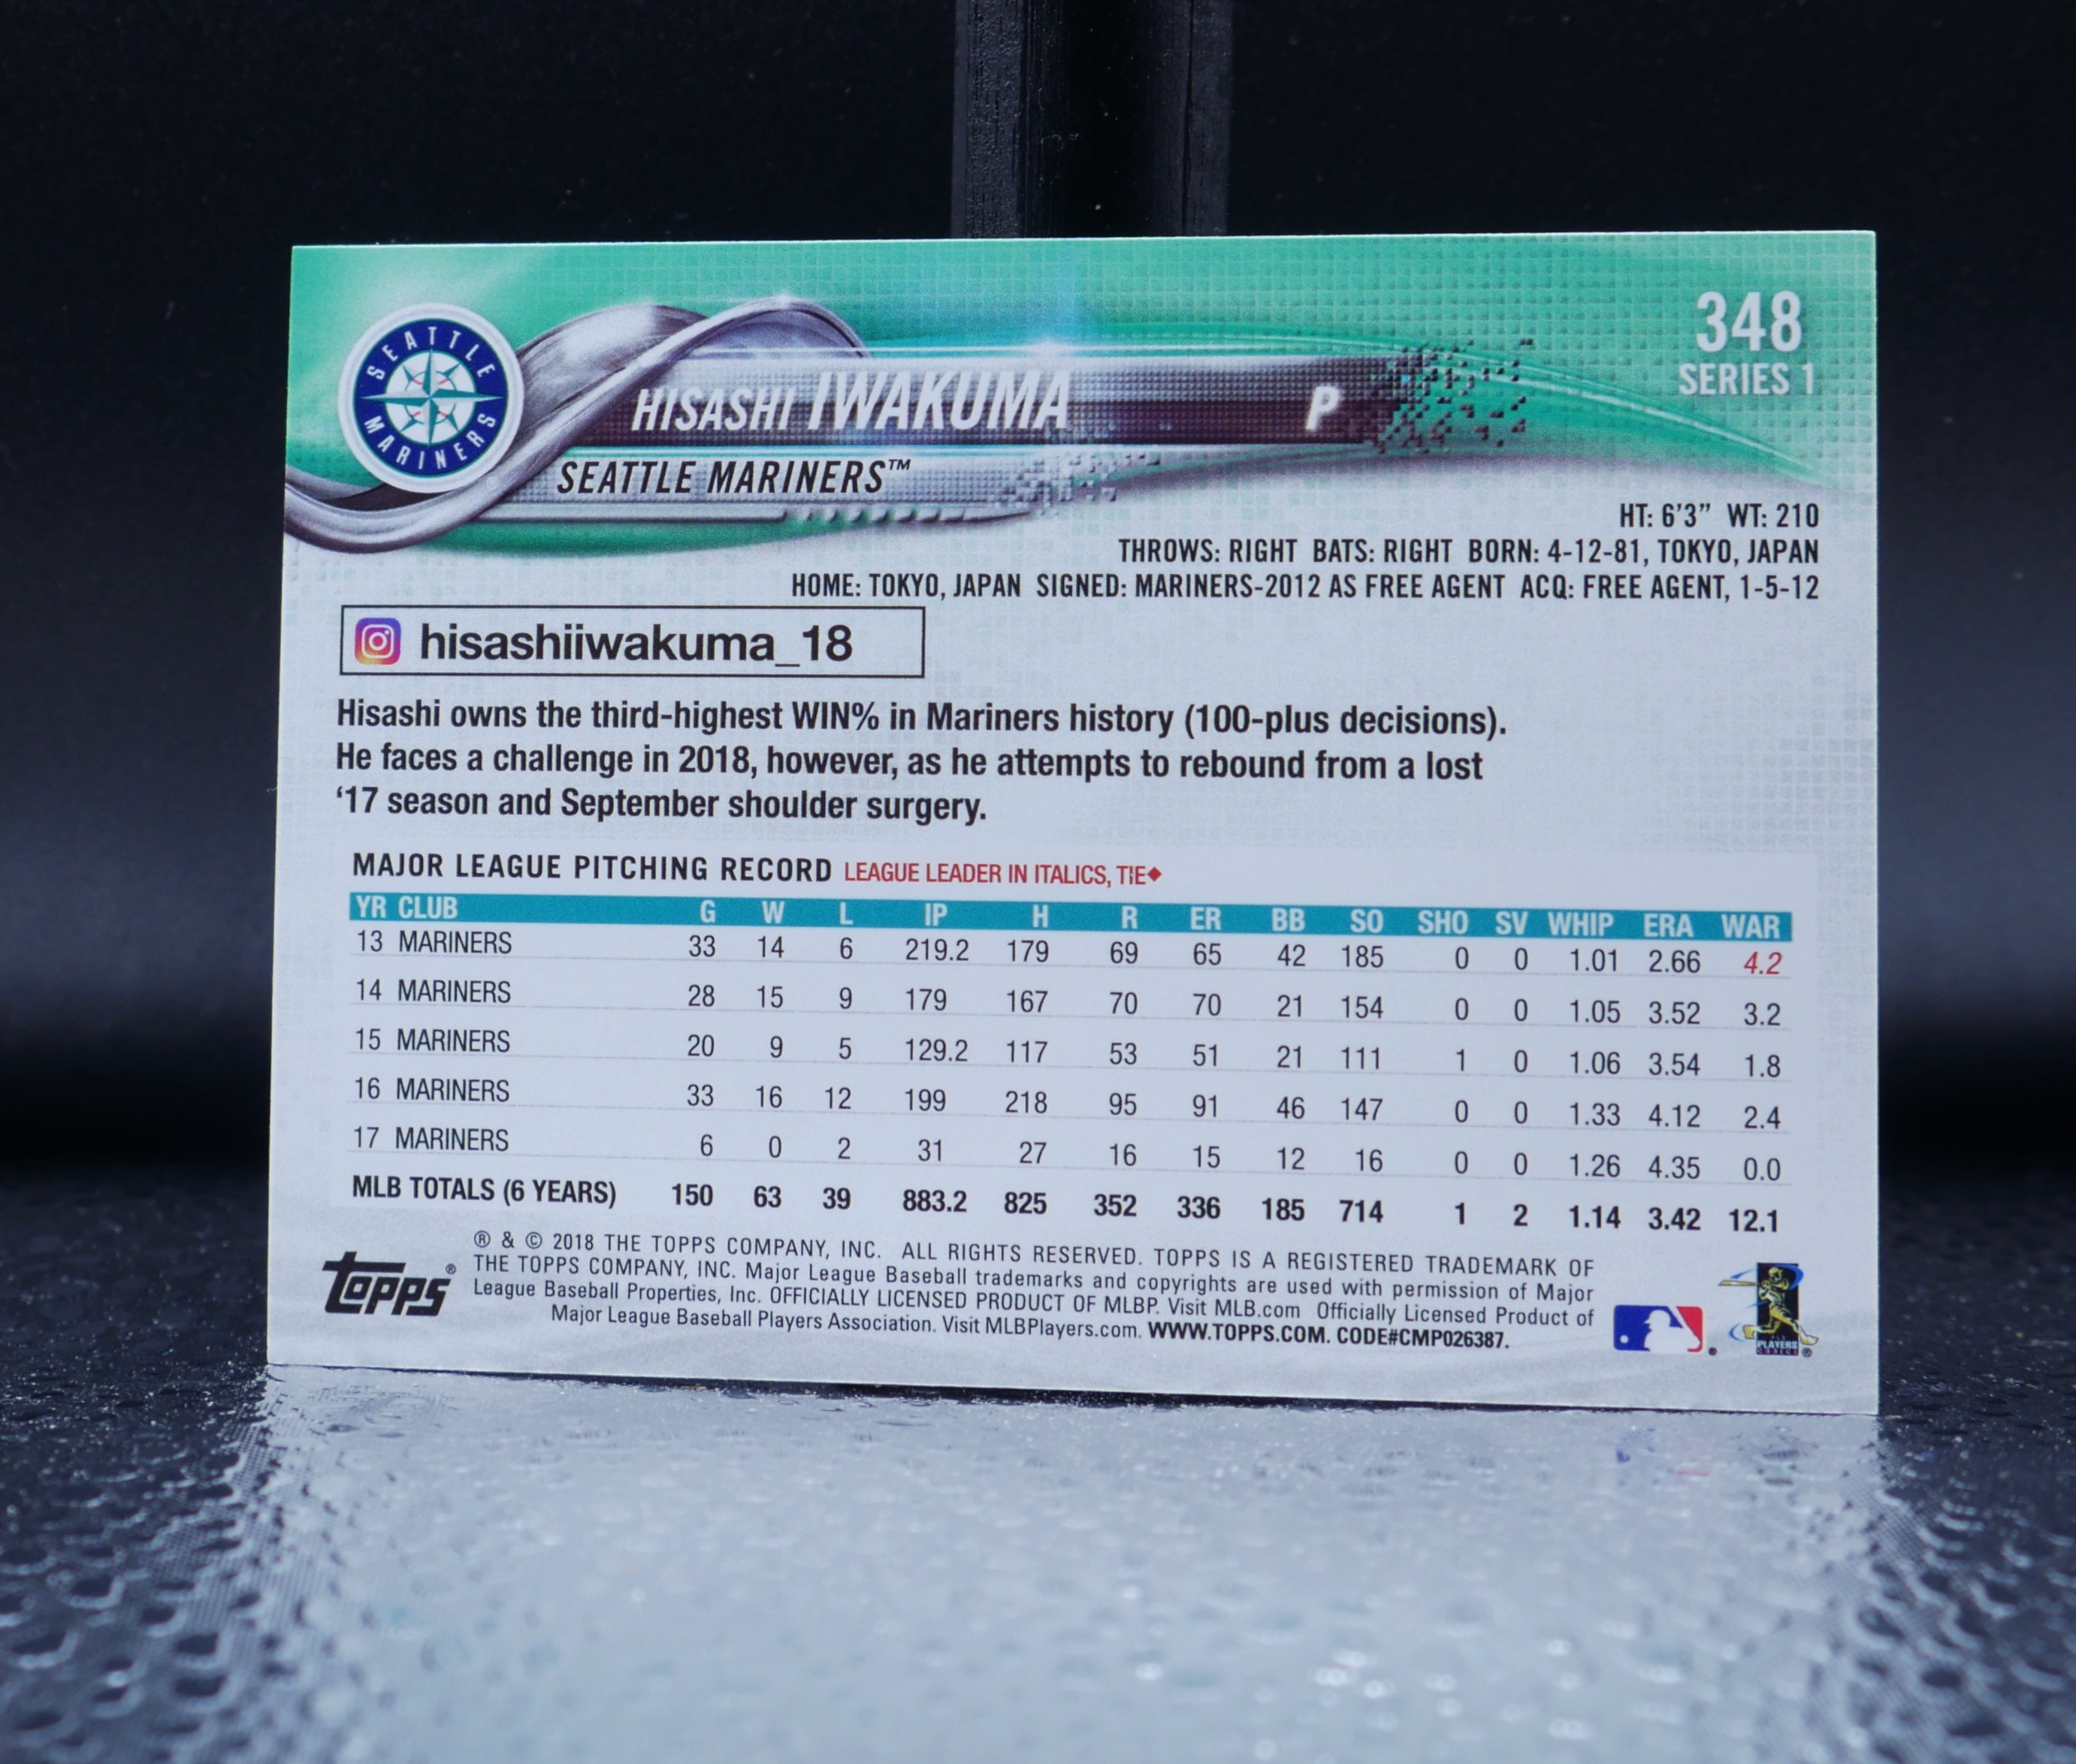 SEATTLE MARINERS
348
SERIES 1
HISASHI IWAKUMA P
SEATTLE MARINERS™
HT: 6'3” WT: 210
THROWS: RIGHT BATS: RIGHT BORN: 4-12-81, TOKYO, JAPAN
HOME: TOKYO, JAPAN SIGNED: MARINERS-2012 AS FREE AGENT ACQ: FREE AGENT, 1-5-12
hisashiiwakuma_18
Hisashi owns the third-highest WIN% in Mariners history (100-plus decisions).
He faces a challenge in 2018, however, as he attempts to rebound from a lost
‘17 season and September shoulder surgery.
MAJOR LEAGUE PITCHING RECORD LEAGUE LEADER IN ITALICS, TIE◆
YR CLUB G W L IP H R ER BB SO SHO SV WHIP ERA WAR
13 MARINERS 33 14 6 219.2 179 69 65 42 185 0 0 1.01 2.66 4.2
14 MARINERS 28 15 9 179 167 70 70 21 154 0 0 1.05 3.52 3.2
15 MARINERS 20 9 5 129.2 117 53 51 21 111 1 0 1.06 3.54 1.8
16 MARINERS 33 16 12 199 218 95 91 46 147 0 0 1.33 4.12 2.4
17 MARINERS 6 0 2 31 27 16 15 12 16 0 0 1.26 4.35 0.0
MLB TOTALS (6 YEARS) 150 63 39 883.2 825 352 336 185 714 1 2 1.14 3.42 12.1
topps®
® & © 2018 THE TOPPS COMPANY, INC. ALL RIGHTS RESERVED. TOPPS IS A REGISTERED TRADEMARK OF
THE TOPPS COMPANY, INC. Major League Baseball trademarks and copyrights are used with permission of Major
League Baseball Properties, Inc. OFFICIALLY LICENSED PRODUCT OF MLBP. Visit MLB.com Officially Licensed Product of
Major League Baseball Players Association. Visit MLBPlayers.com. WWW.TOPPS.COM. CODE#CMP026387.
®
PLAYERS
®